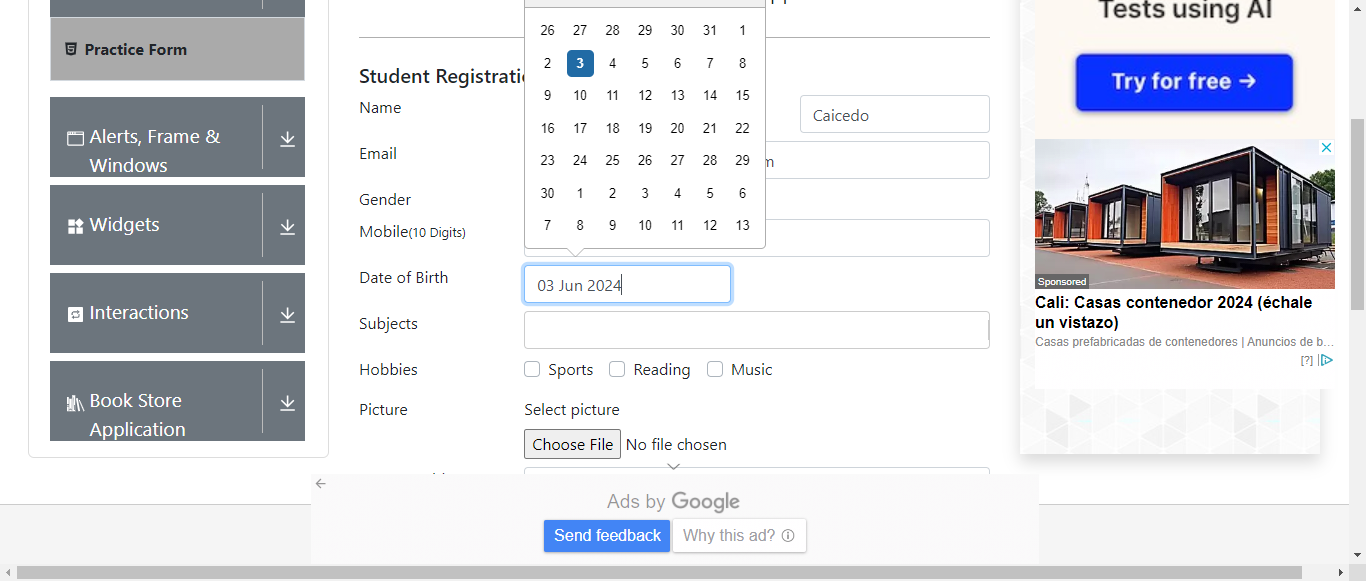 Practice Form
Alerts, Frame &
Windows
Widgets
Interactions
Book Store
Application
26 27 28 29 30 31 1
2 3 4 5 6 7 8
9 10 11 12 13 14 15
16 17 18 19 20 21 22
23 24 25 26 27 28 29
30 1 2 3 4 5 6
7 8 9 10 11 12 13
Name
Caicedo
Email
Gender
Mobile(10 Digits)
Date of Birth
03 Jun 2024
Subjects
Hobbies
Sports Reading Music
Picture
Select picture
Choose File No file chosen
Ads by Google
Send feedback
Why this ad?
Tests using AI
Try for free →
Sponsored
Cali: Casas contenedor 2024 (échale
un vistazo)
Casas prefabricadas de contenedores | Anuncios de b...
[?]